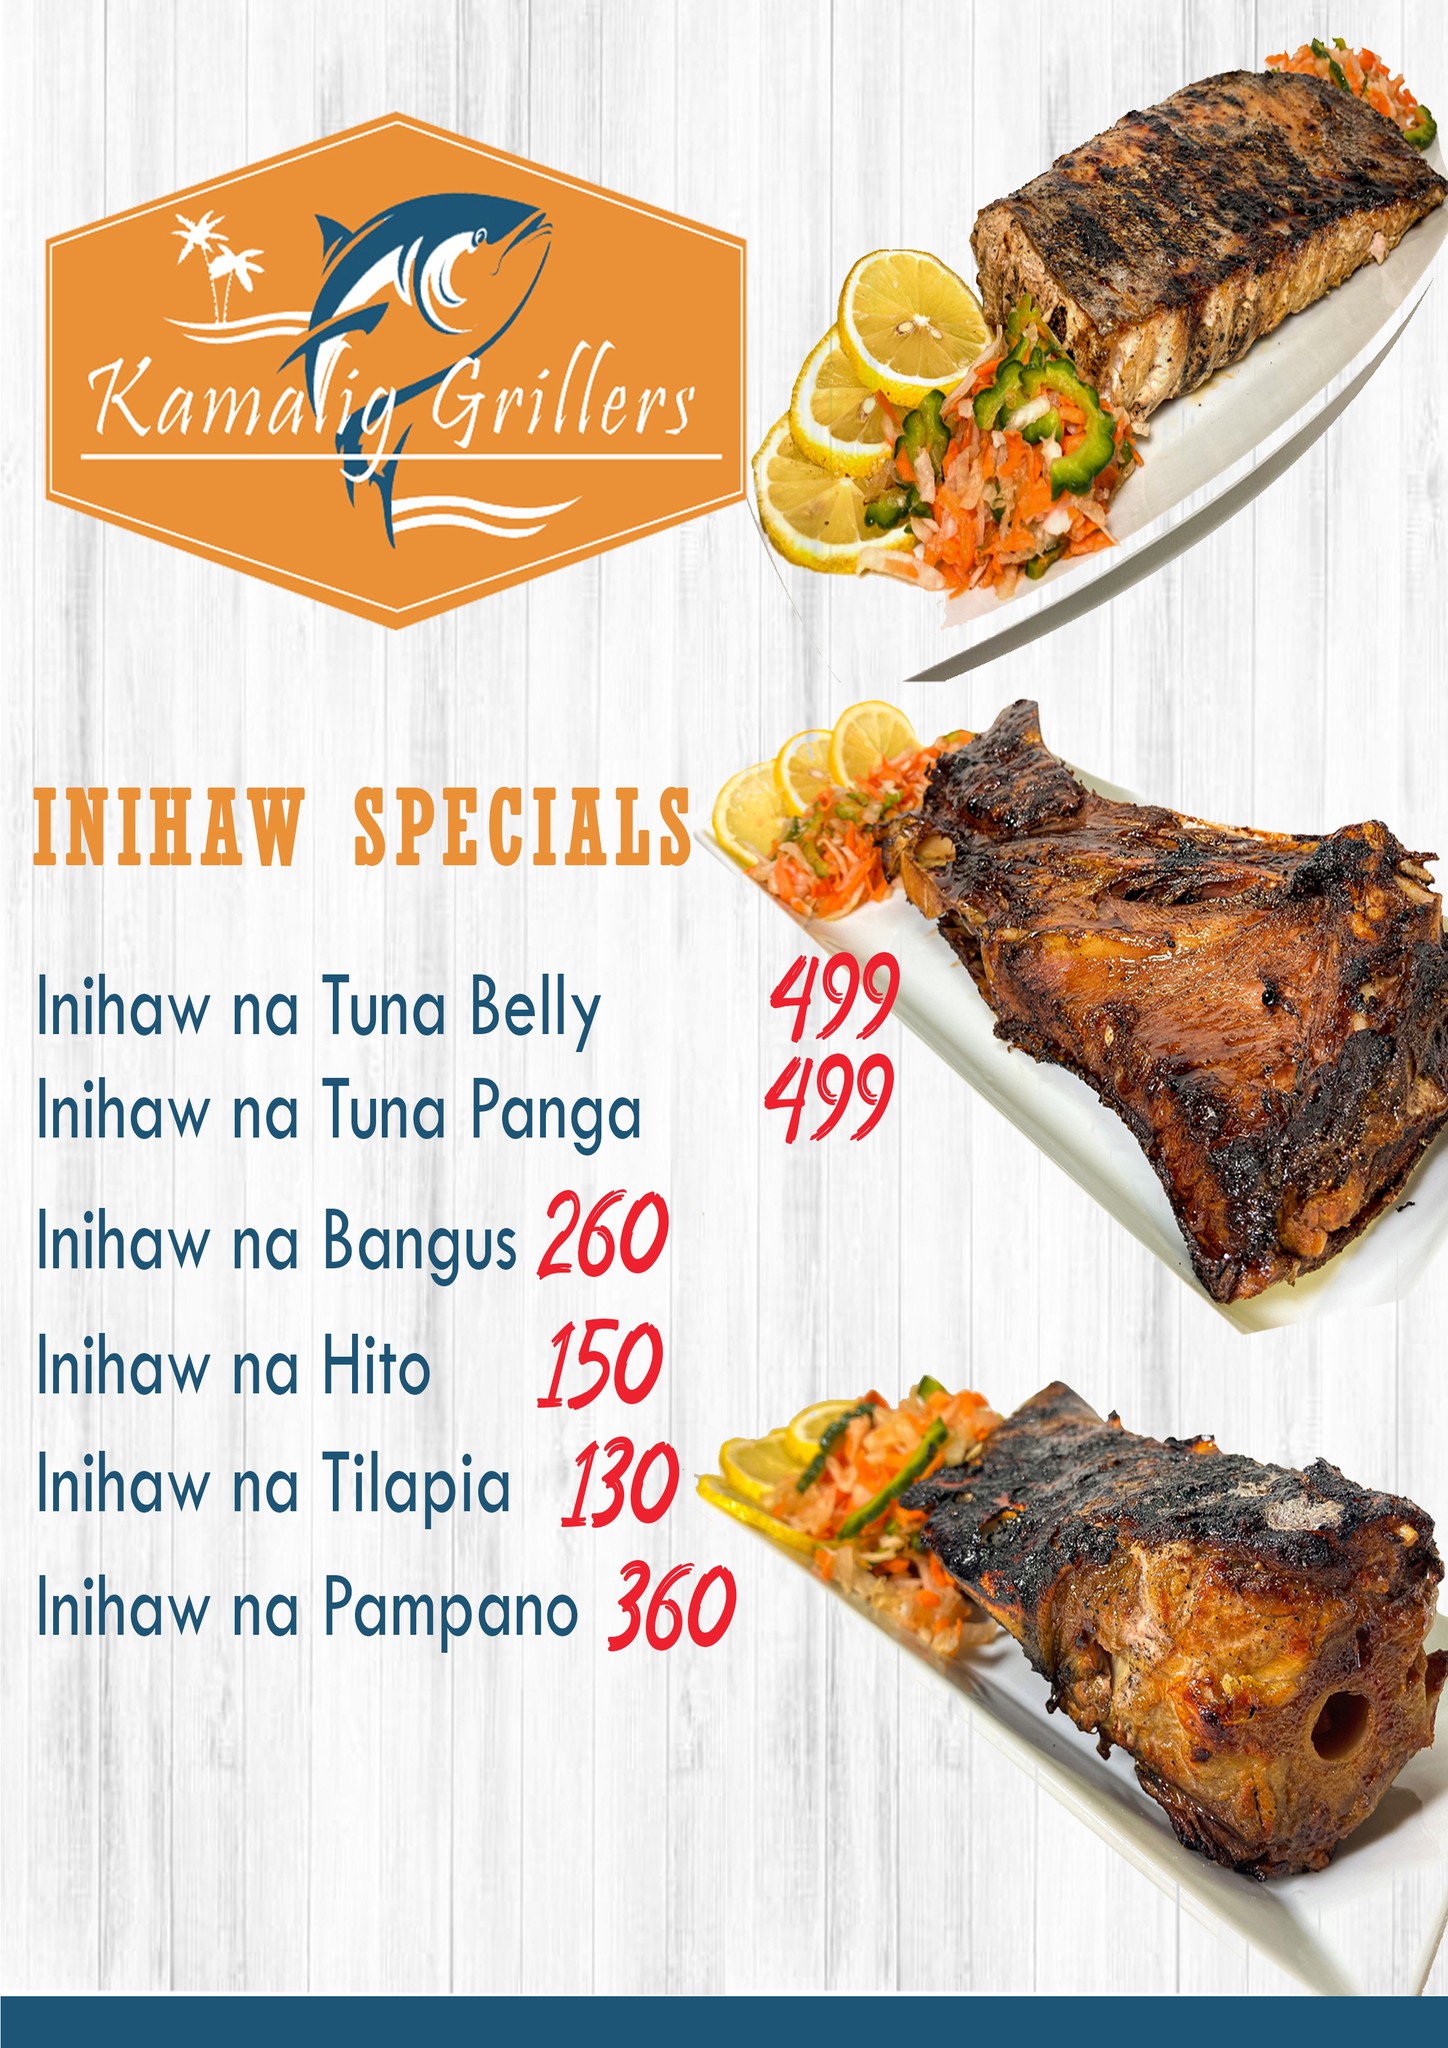 Kamalig Grillers
INIHAW SPECIALS
Inihaw na Tuna Belly 499
Inihaw na Tuna Panga 499
Inihaw na Bangus 260
Inihaw na Hito 150
Inihaw na Tilapia 130
Inihaw na Pampano 360